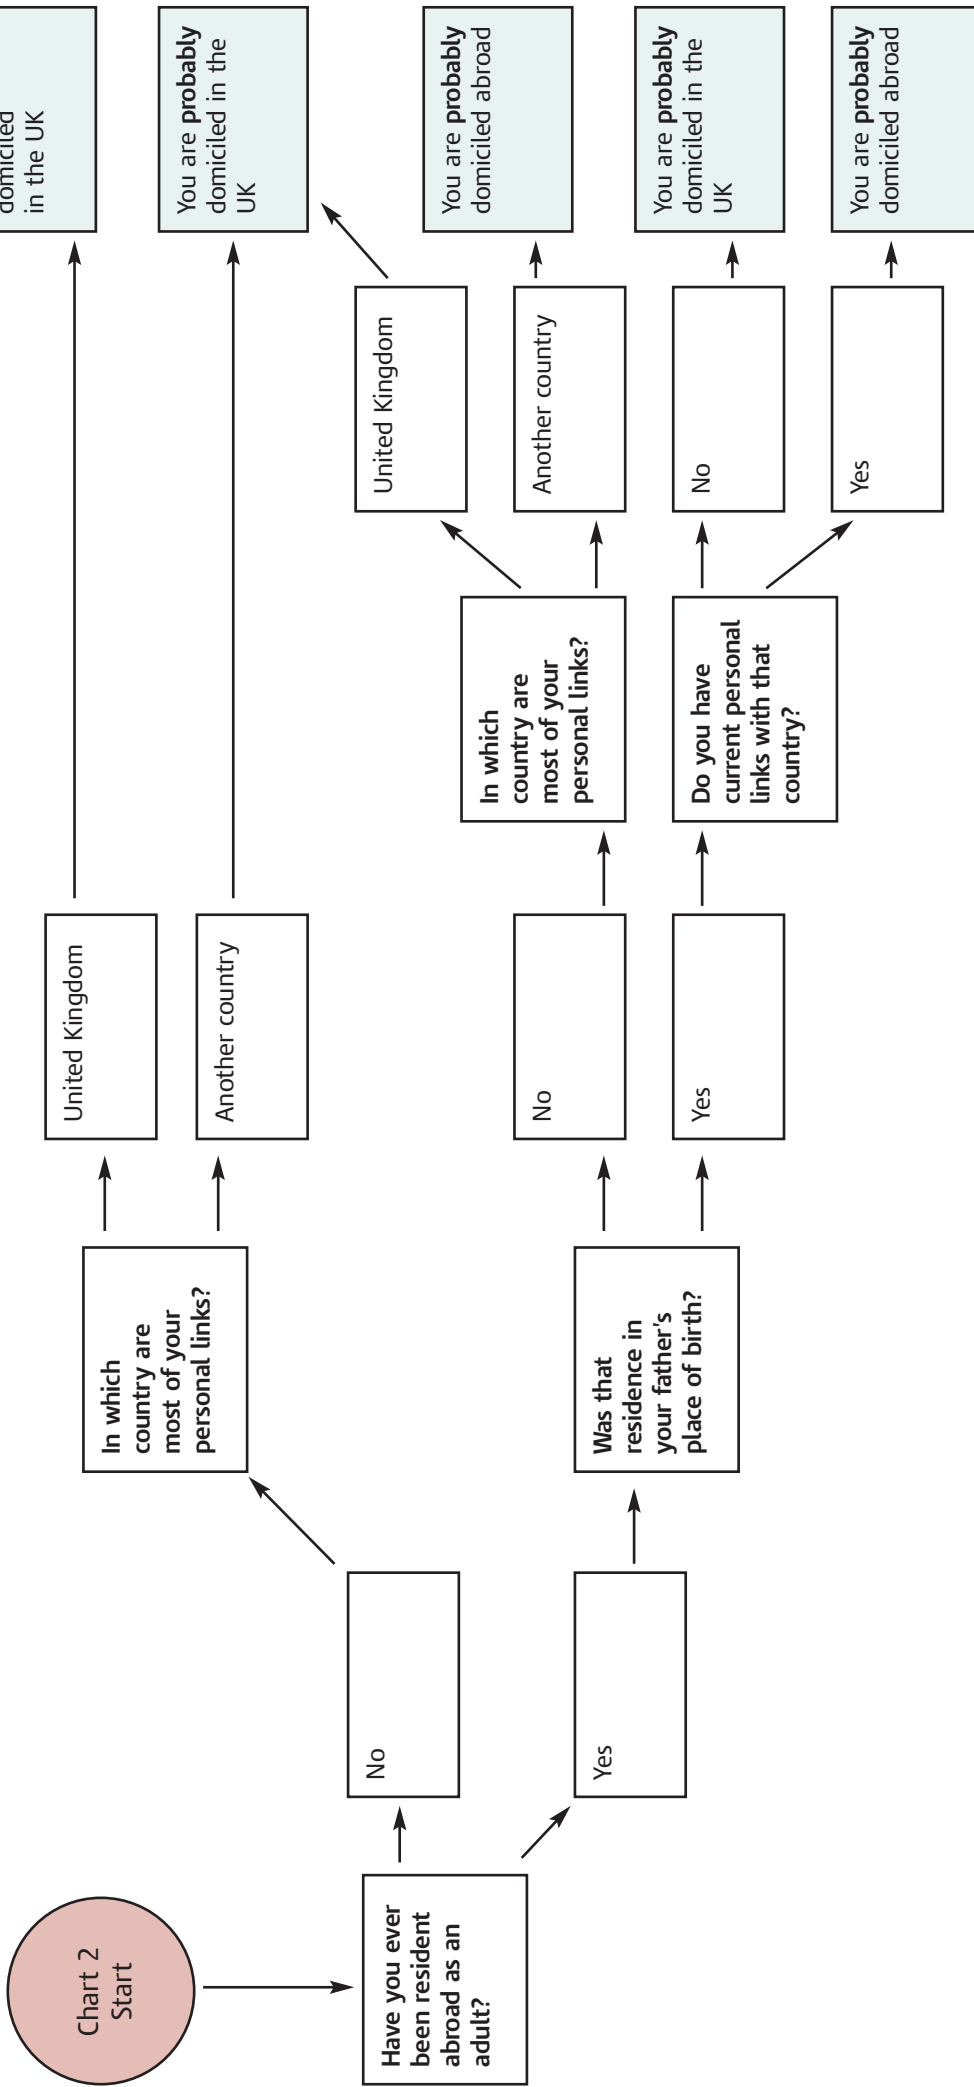 Chart 2
Start
Have you ever
been resident
abroad as an
adult?
No
Yes
In which
country are
most of your
personal links?
Was that
residence in
your father's
place of birth?
United Kingdom
Another country
No
Yes
In which
country are
most of your
personal links?
Do you have
current personal
links with that
country?
United Kingdom
Another country
No
Yes
domiciled
in the UK
You are probably
domiciled in the
UK
You are probably
domiciled abroad
You are probably
domiciled in the
UK
You are probably
domiciled abroad